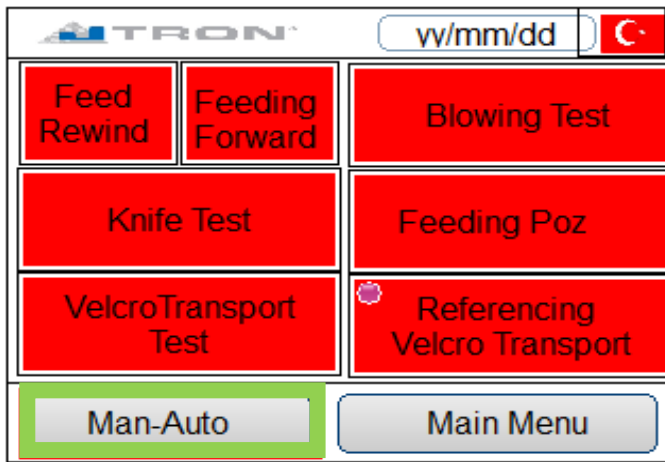 TRON
yy/mm/dd
Feed
Rewind
Feeding
Forward
Blowing Test
Knife Test
Feeding Poz
VelcroTransport
Test
Referencing
Velcro Transport
Man-Auto
Main Menu